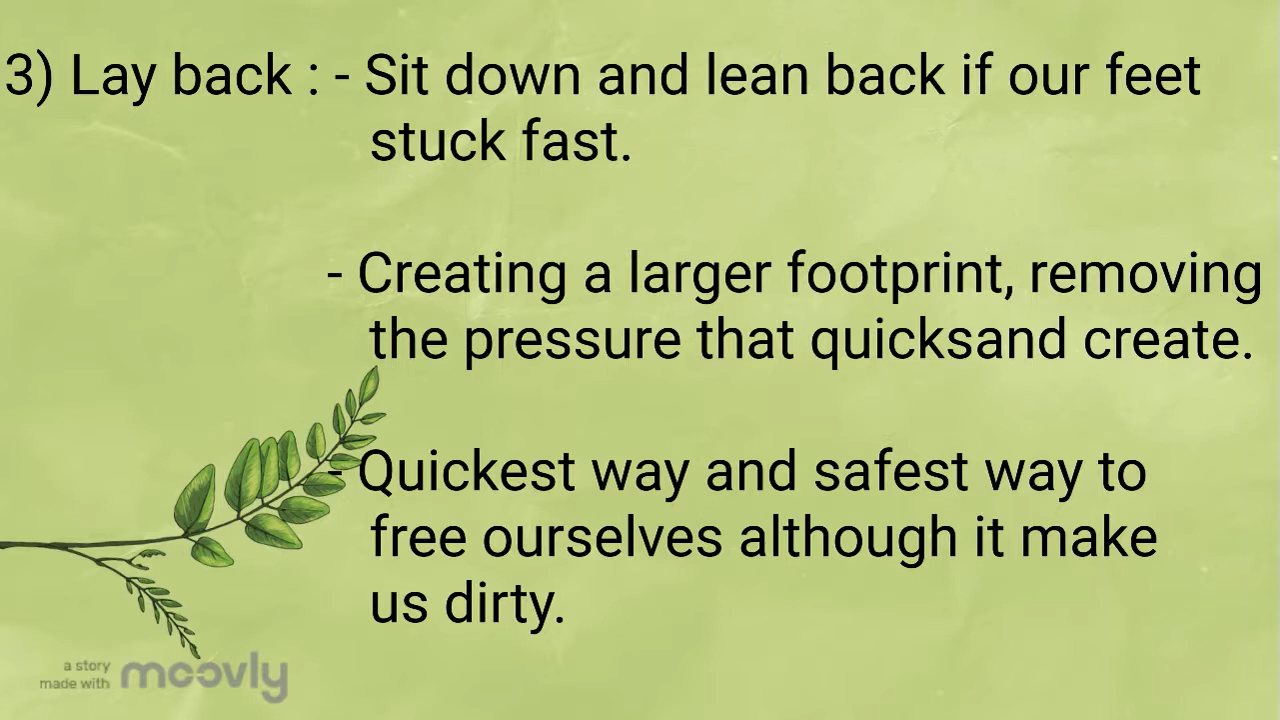 3) Lay back : - Sit down and lean back if our feet
stuck fast.
- Creating a larger footprint, removing
the pressure that quicksand create.
- Quickest way and safest way to
free ourselves although it make
us dirty.
a story
made with moovly